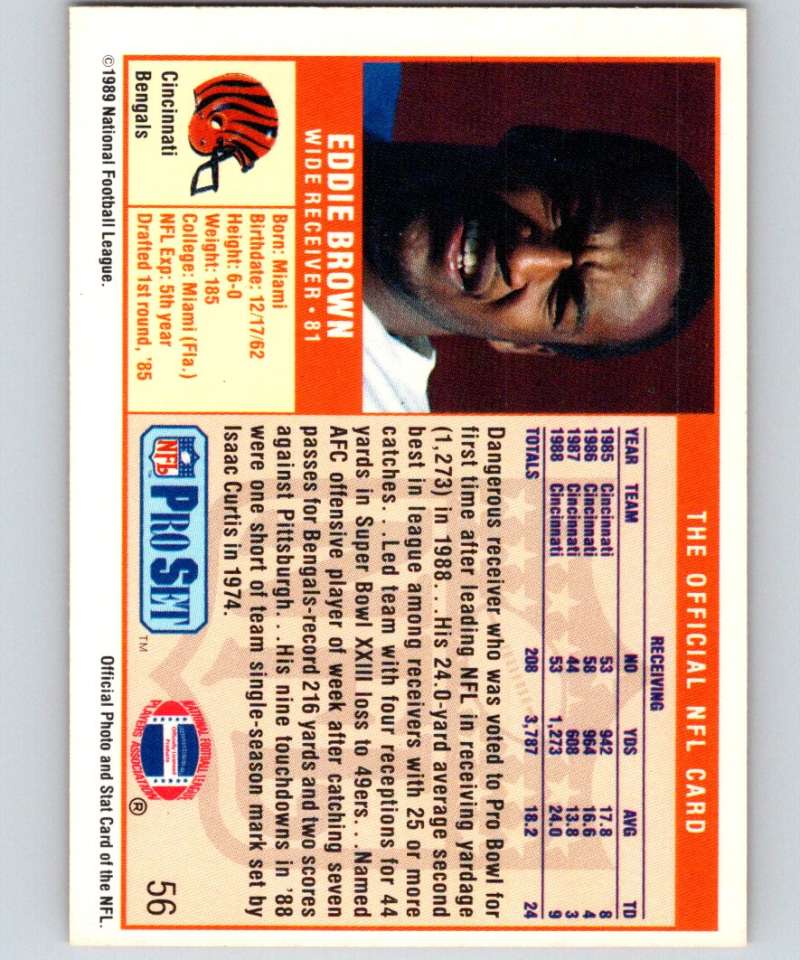 THE OFFICIAL NFL CARD
EDDIE BROWN
WIDE RECEIVER • 81
Cincinnati
Bengals
Born: Miami
Birthdate: 12/17/62
Height: 6-0
Weight: 185
College: Miami (Fla.)
NFL Exp: 5th year
Drafted 1st round, '85
RECEIVING
YEAR TEAM NO YDS AVG TD
1985 Cincinnati 53 942 17.8 8
1986 Cincinnati 58 964 16.6 4
1987 Cincinnati 44 608 13.8 3
1988 Cincinnati 53 1,273 24.0 9
TOTALS 208 3,787 18.2 24
Dangerous receiver who was voted to Pro Bowl for
first time after leading NFL in receiving yardage
(1,273) in 1988. . .His 24.0-yard average second
best in league among receivers with 25 or more
catches. . .Led team with four receptions for 44
yards in Super Bowl XXIII loss to 49ers. . .Named
AFC offensive player of week after catching seven
passes for Bengals-record 216 yards and two scores
against Pittsburgh. . .His nine touchdowns in '88
were one short of team single-season mark set by
Isaac Curtis in 1974.
NFL PRO SET TM
NATIONAL FOOTBALL LEAGUE
PLAYERS ASSOCIATION
®
56
©1989 National Football League.
Official Photo and Stat Card of the NFL.